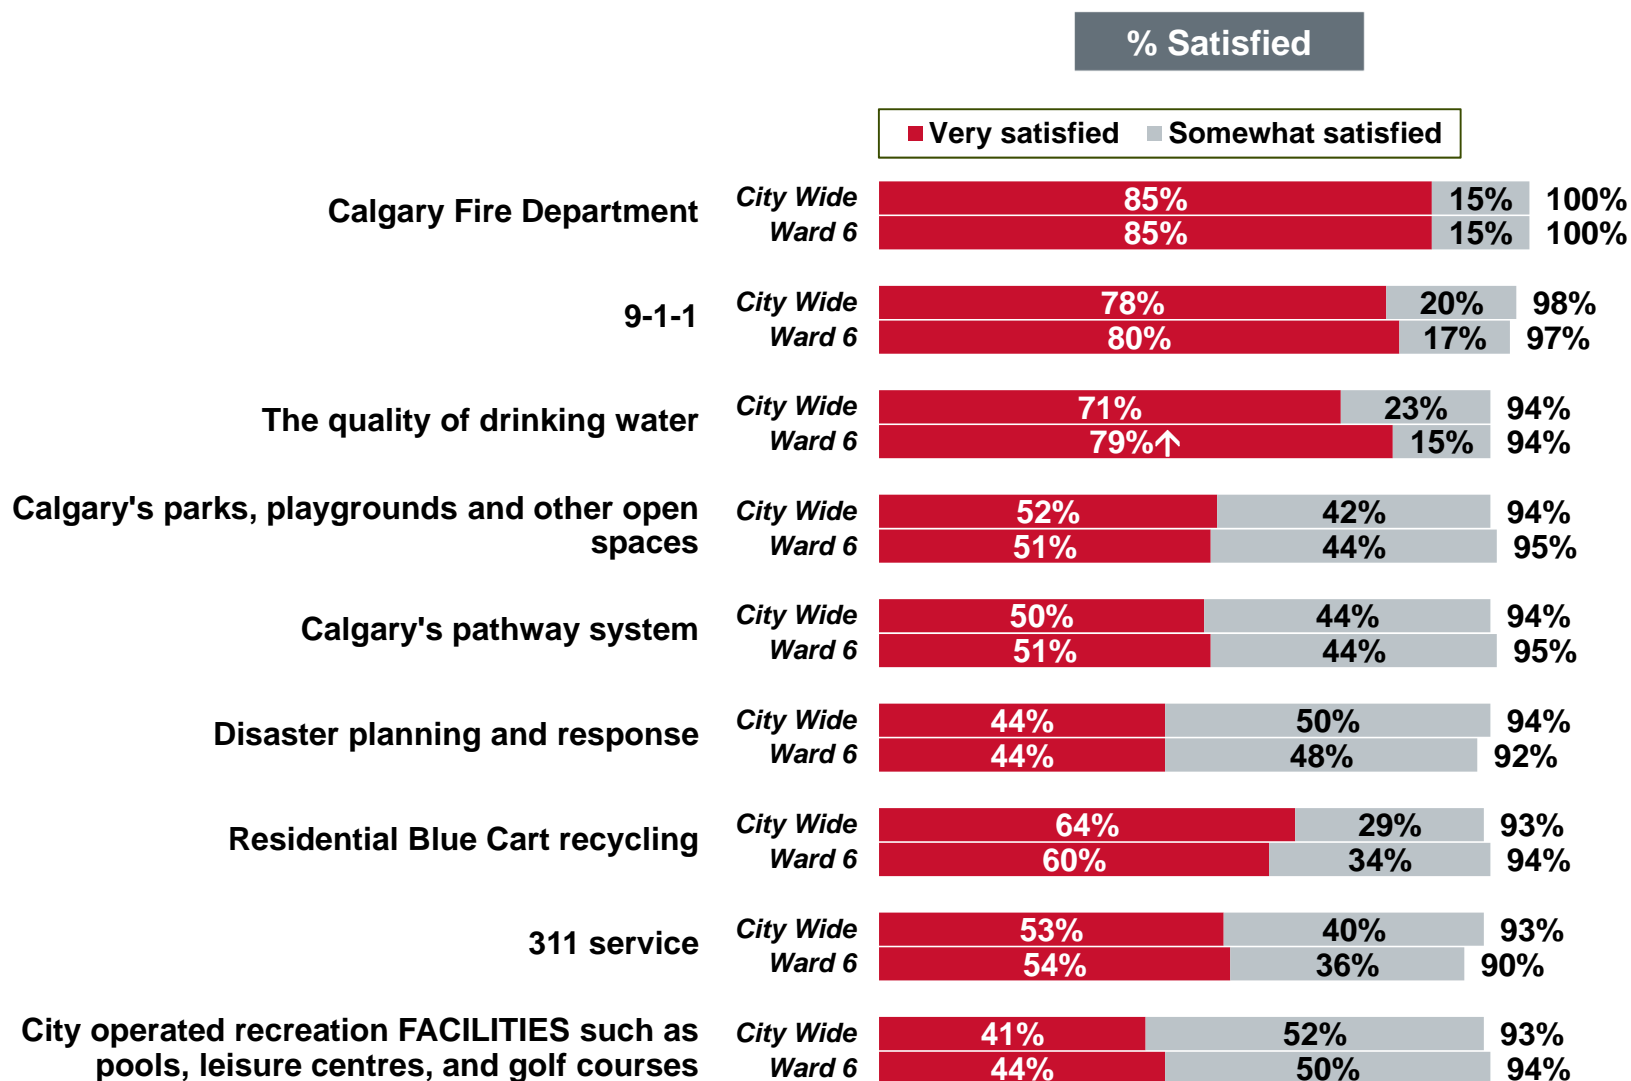 % Satisfied
Very satisfied Somewhat satisfied
Calgary Fire Department
City Wide 85% 15% 100%
Ward 6 85% 15% 100%
9-1-1
City Wide 78% 20% 98%
Ward 6 80% 17% 97%
The quality of drinking water
City Wide 71% 23% 94%
Ward 6 79%↑ 15% 94%
Calgary's parks, playgrounds and other open
spaces
City Wide 52% 42% 94%
Ward 6 51% 44% 95%
Calgary's pathway system
City Wide 50% 44% 94%
Ward 6 51% 44% 95%
Disaster planning and response
City Wide 44% 50% 94%
Ward 6 44% 48% 92%
Residential Blue Cart recycling
City Wide 64% 29% 93%
Ward 6 60% 34% 94%
311 service
City Wide 53% 40% 93%
Ward 6 54% 36% 90%
City operated recreation FACILITIES such as
pools, leisure centres, and golf courses
City Wide 41% 52% 93%
Ward 6 44% 50% 94%